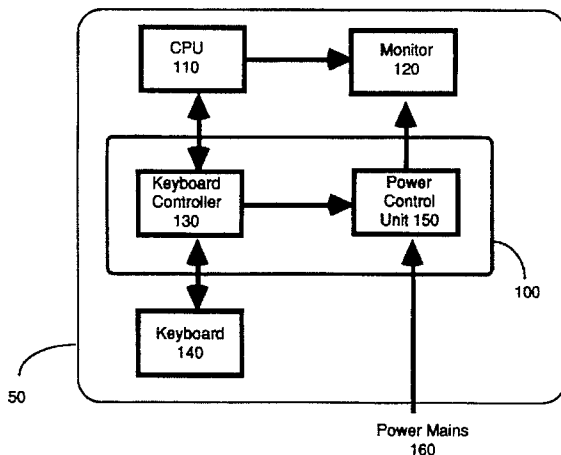 CPU
110
Monitor
120
Keyboard
Controller
130
Power
Control
Unit 150
100
Keyboard
140
50
Power Mains
160